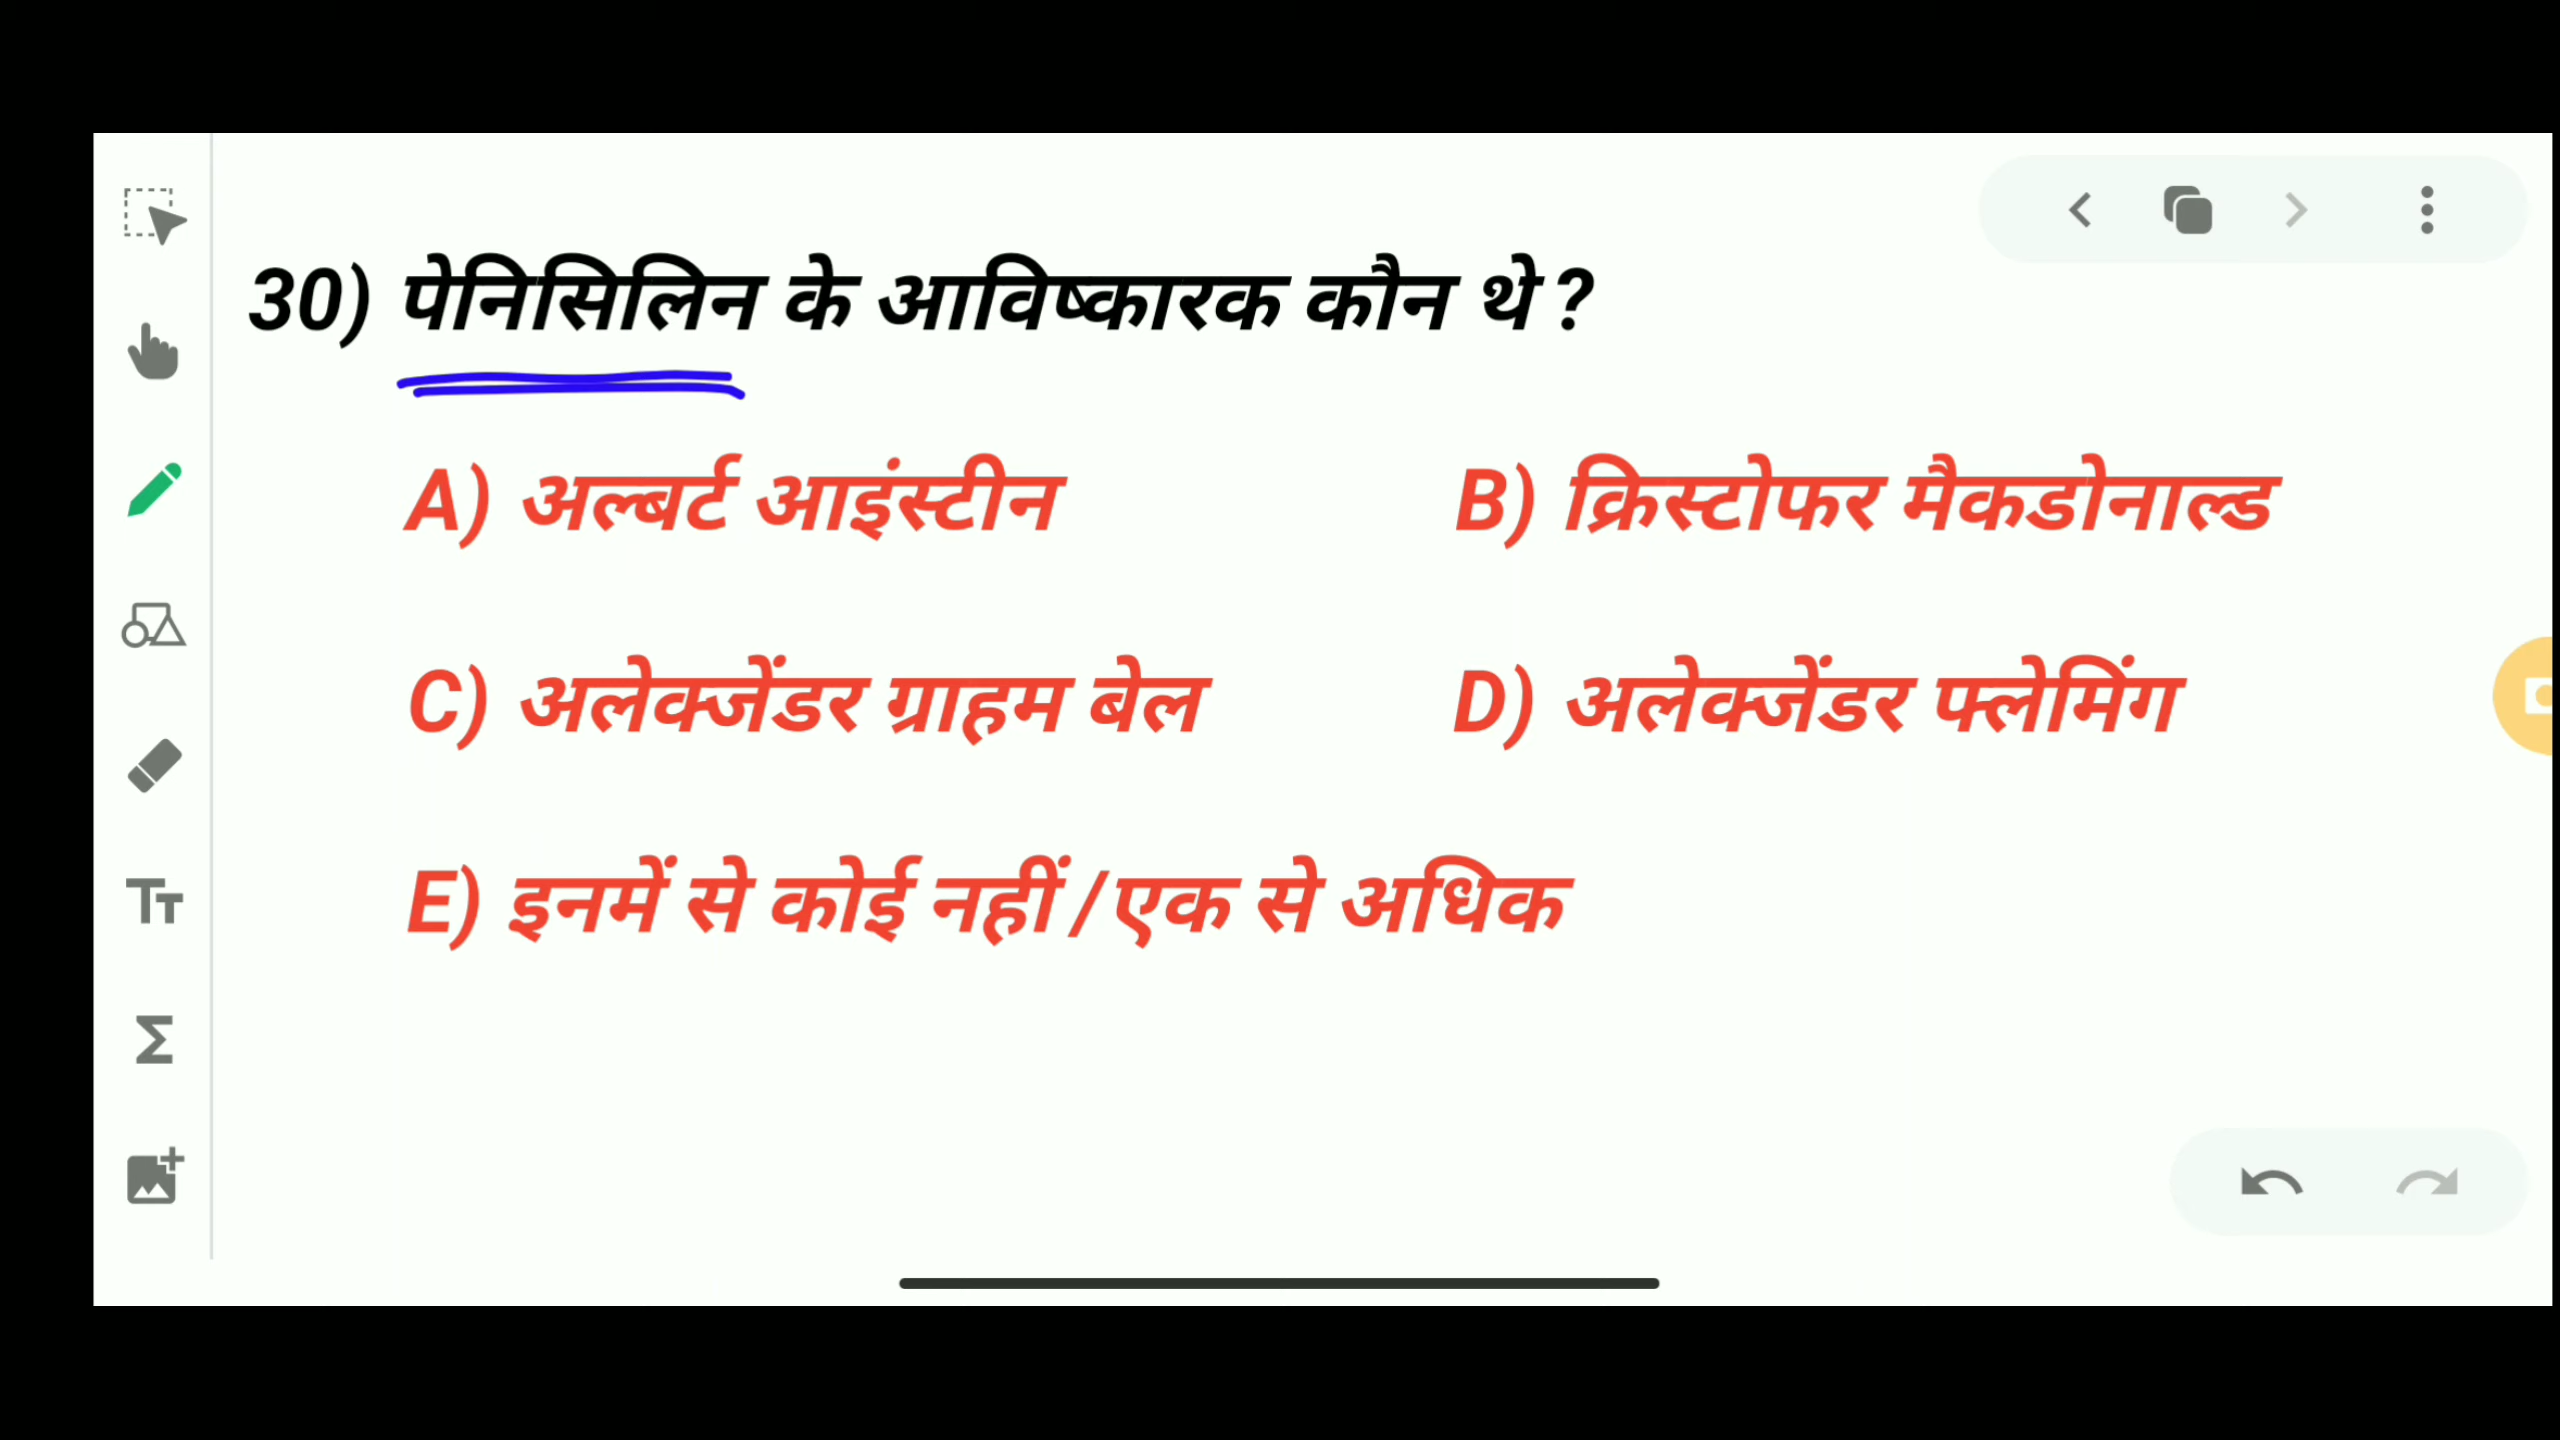 30) पेनिसिलिन के आविष्कारक कौन थे ?
A) अल्बर्ट आइंस्टीन B) क्रिस्टोफर मैकडोनाल्ड
C) अलेक्जेंडर ग्राहम बेल D) अलेक्जेंडर फ्लेमिंग
E) इनमें से कोई नहीं /एक से अधिक